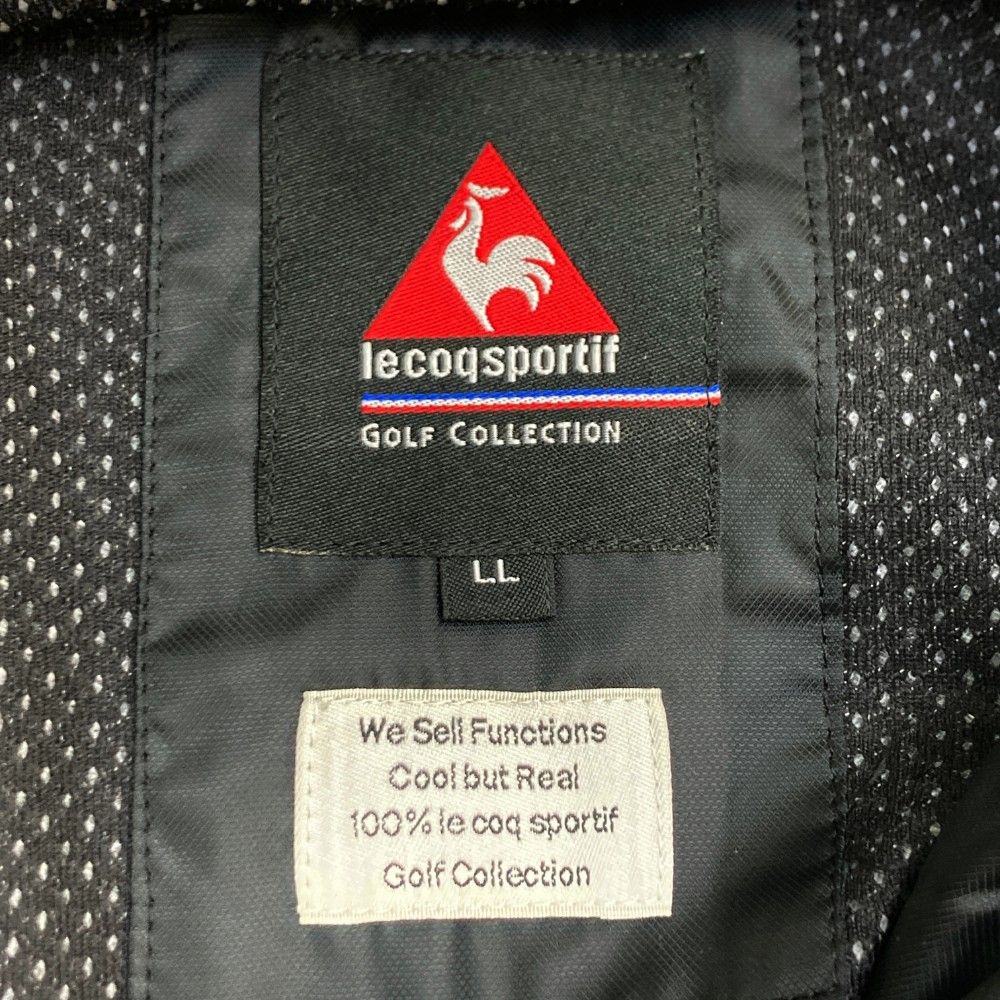 lecoqsportif
GOLF COLLECTION
LL
We Sell Functions
Cool but Real
100% le coq sportif
Golf Collection